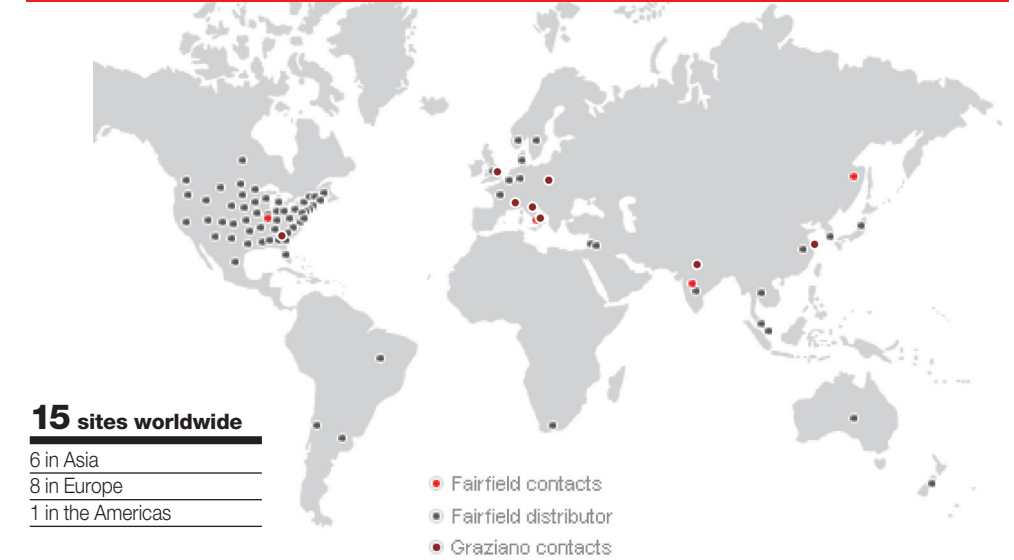 15 sites worldwide
6 in Asia
8 in Europe
1 in the Americas
Fairfield contacts
Fairfield distributor
Graziano contacts